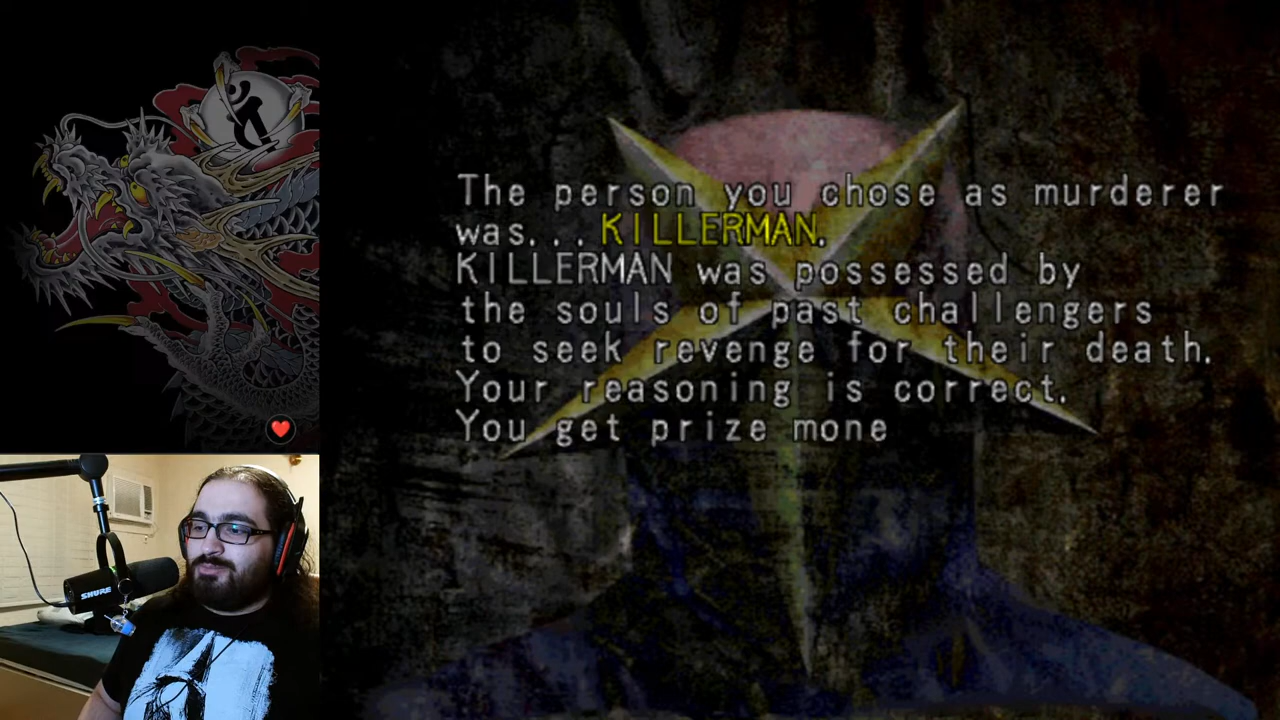 The person you chose as murderer
was...KILLERMAN.
KILLERMAN was possessed by
the souls of past challengers
to seek revenge for their death.
Your reasoning is correct.
You get prize mone
SHURE